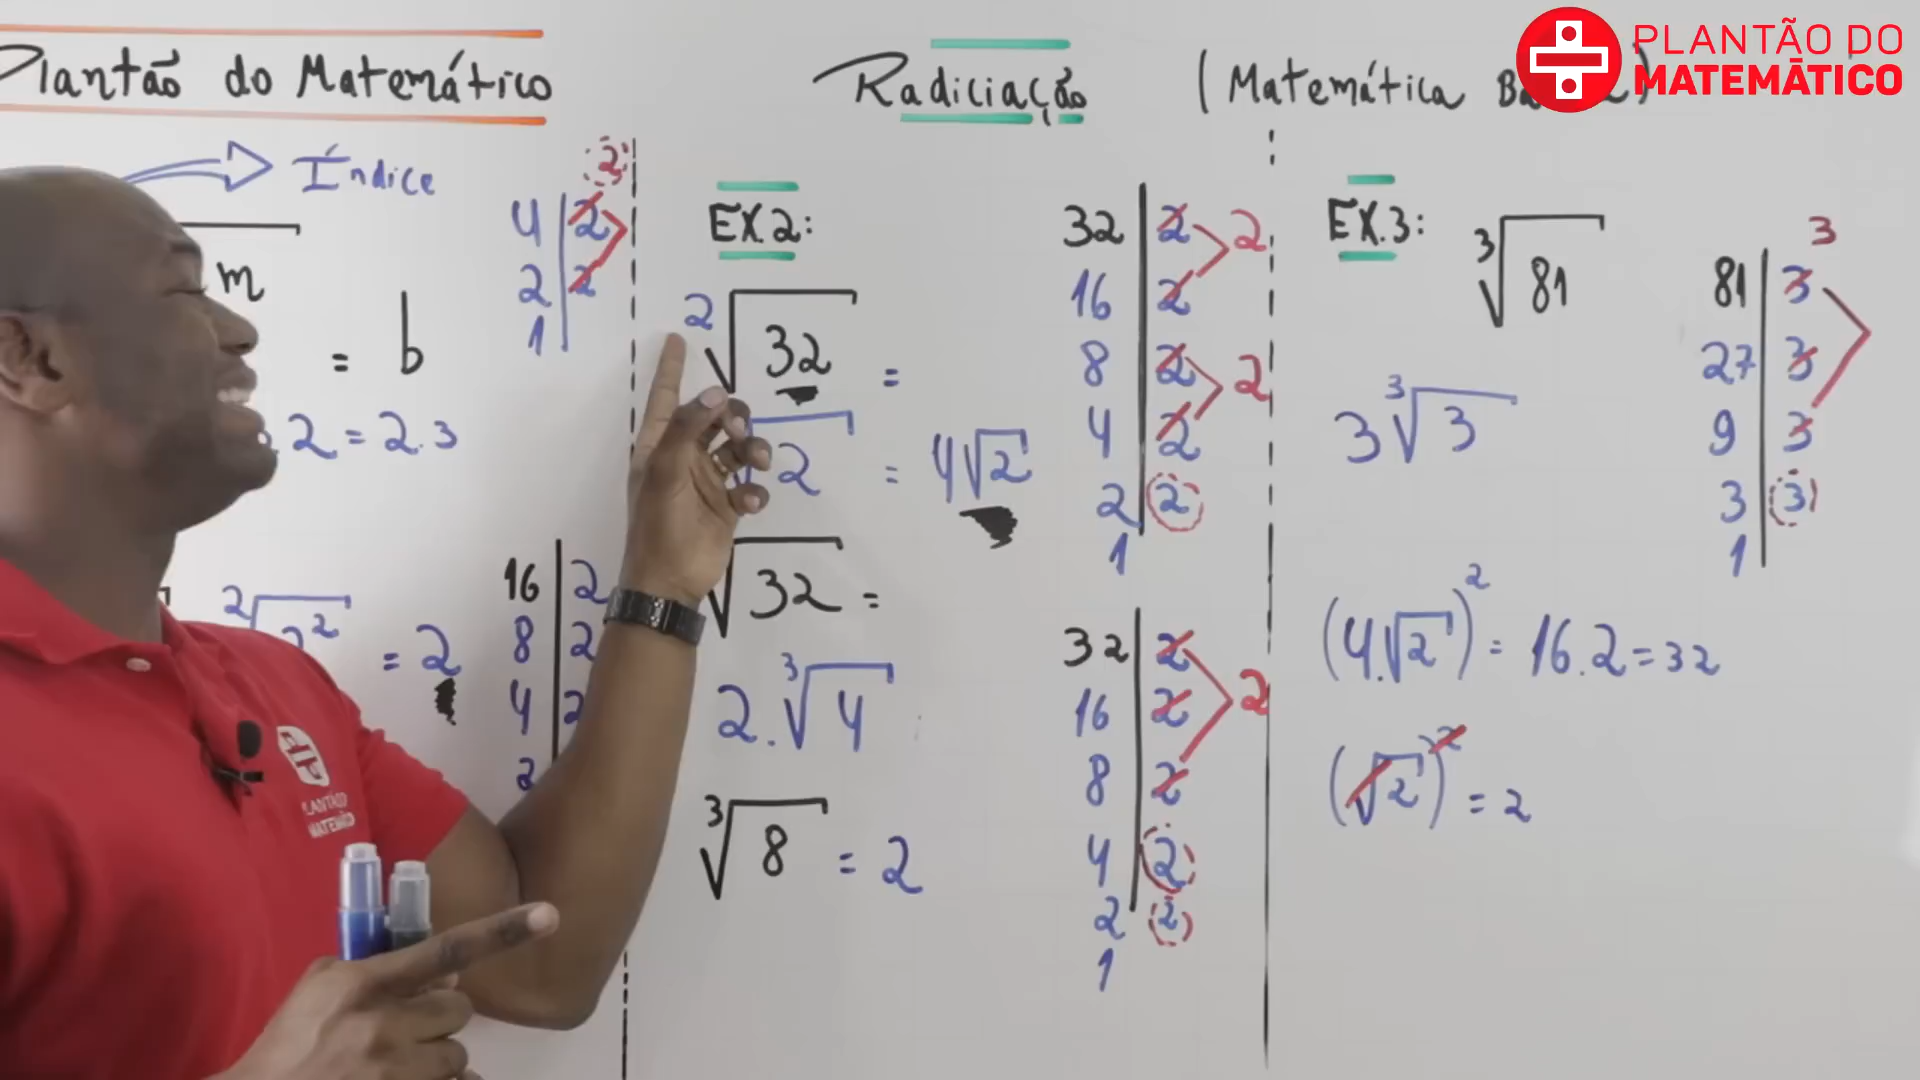 Plantão do Matemático
Radiciação
(Matemática
PLANTÃO DO
MATEMÁTICO
Índice
m
= b
2 = 2.3
4 | 2
2 | 2
1
2
16 | 2
8 | 2
4 | 2
2
²√2² = 2
EX.2:
²√32 =
√2 = 4√2
√32 =
2.³√4
³√8 = 2
32 | 2 2
16 | 2
8 | 2 2
4 | 2
2 | 2
1
32 | 2
16 | 2 2
8 | 2
4 | 2
2 | 2
1
EX.3: ³√81
3³√3
81 | 3 3
27 | 3
9 | 3
3 | 3
1
(4.√2)² = 16.2 = 32
(√2)² = 2
PLANTÃO DO
MATEMÁ